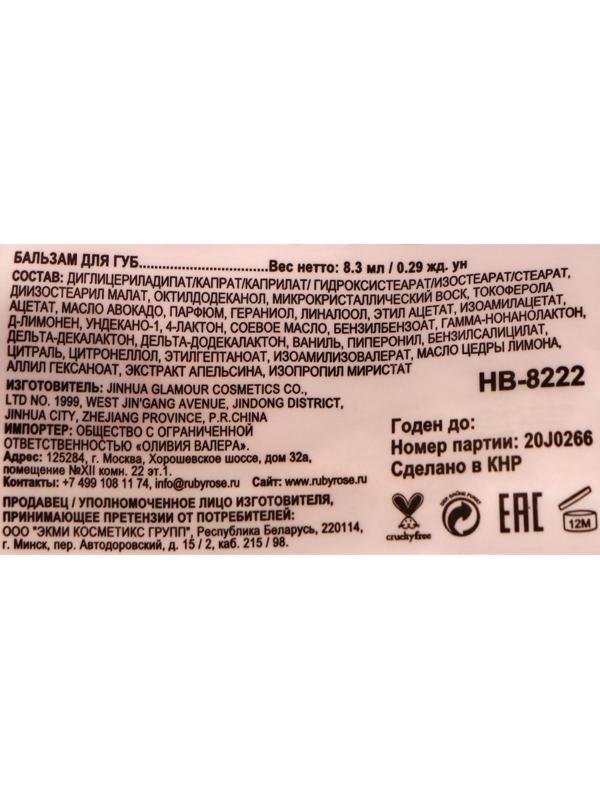 БАЛЬЗАМ ДЛЯ ГУБ................................Вес нетто: 8.3 мл / 0.29 жд. ун
СОСТАВ: ДИГЛИЦЕРИЛАДИПАТ/КАПРАТ/КАПРИЛАТ/ ГИДРОКСИСТЕАРАТ/ИЗОСТЕАРАТ/СТЕАРАТ,
ДИИЗОСТЕАРИЛ МАЛАТ, ОКТИЛДОДЕКАНОЛ, МИКРОКРИСТАЛЛИЧЕСКИЙ ВОСК, ТОКОФЕРОЛА
АЦЕТАТ, МАСЛО АВОКАДО, ПАРФЮМ, ГЕРАНИОЛ, ЛИНАЛООЛ, ЭТИЛ АЦЕТАТ, ИЗОАМИЛАЦЕТАТ,
Д-ЛИМОНЕН, УНДЕКАНО-1, 4-ЛАКТОН, СОЕВОЕ МАСЛО, БЕНЗИЛБЕНЗОАТ, ГАММА-НОНАНОЛАКТОН,
ДЕЛЬТА-ДЕКАЛАКТОН, ДЕЛЬТА-ДОДЕКАЛАКТОН, ВАНИЛЬ, ПИПЕРОНИЛ, БЕНЗИЛСАЛИЦИЛАТ,
ЦИТРАЛЬ, ЦИТРОНЕЛЛОЛ, ЭТИЛГЕПТАНОАТ, ИЗОАМИЛИЗОВАЛЕРАТ, МАСЛО ЦЕДРЫ ЛИМОНА,
АЛЛИЛ ГЕКСАНОАТ, ЭКСТРАКТ АПЕЛЬСИНА, ИЗОПРОПИЛ МИРИСТАТ
HB-8222
ИЗГОТОВИТЕЛЬ: JINHUA GLAMOUR COSMETICS CO.,
LTD NO. 1999, WEST JIN'GANG AVENUE, JINDONG DISTRICT,
JINHUA CITY, ZHEJIANG PROVINCE, P.R.CHINA
ИМПОРТЕР: ОБЩЕСТВО С ОГРАНИЧЕННОЙ
ОТВЕТСТВЕННОСТЬЮ «ОЛИВИЯ ВАЛЕРА».
Адрес: 125284, г. Москва, Хорошевское шоссе, дом 32а,
помещение №XII комн. 22 эт.1.
Контакты: +7 499 108 11 74, info@rubyrose.ru Сайт: www.rubyrose.ru
Годен до:
Номер партии: 20J0266
Сделано в КНР
ПРОДАВЕЦ / УПОЛНОМОЧЕННОЕ ЛИЦО ИЗГОТОВИТЕЛЯ,
ПРИНИМАЮЩЕЕ ПРЕТЕНЗИИ ОТ ПОТРЕБИТЕЛЕЙ:
ООО "ЭКМИ КОСМЕТИКС ГРУПП", Республика Беларусь, 220114,
г. Минск, пер. Автодоровский, д. 15 / 2, каб. 215 / 98.
crueltyfree
DER GRÜNE PUNKT
EAC
12M